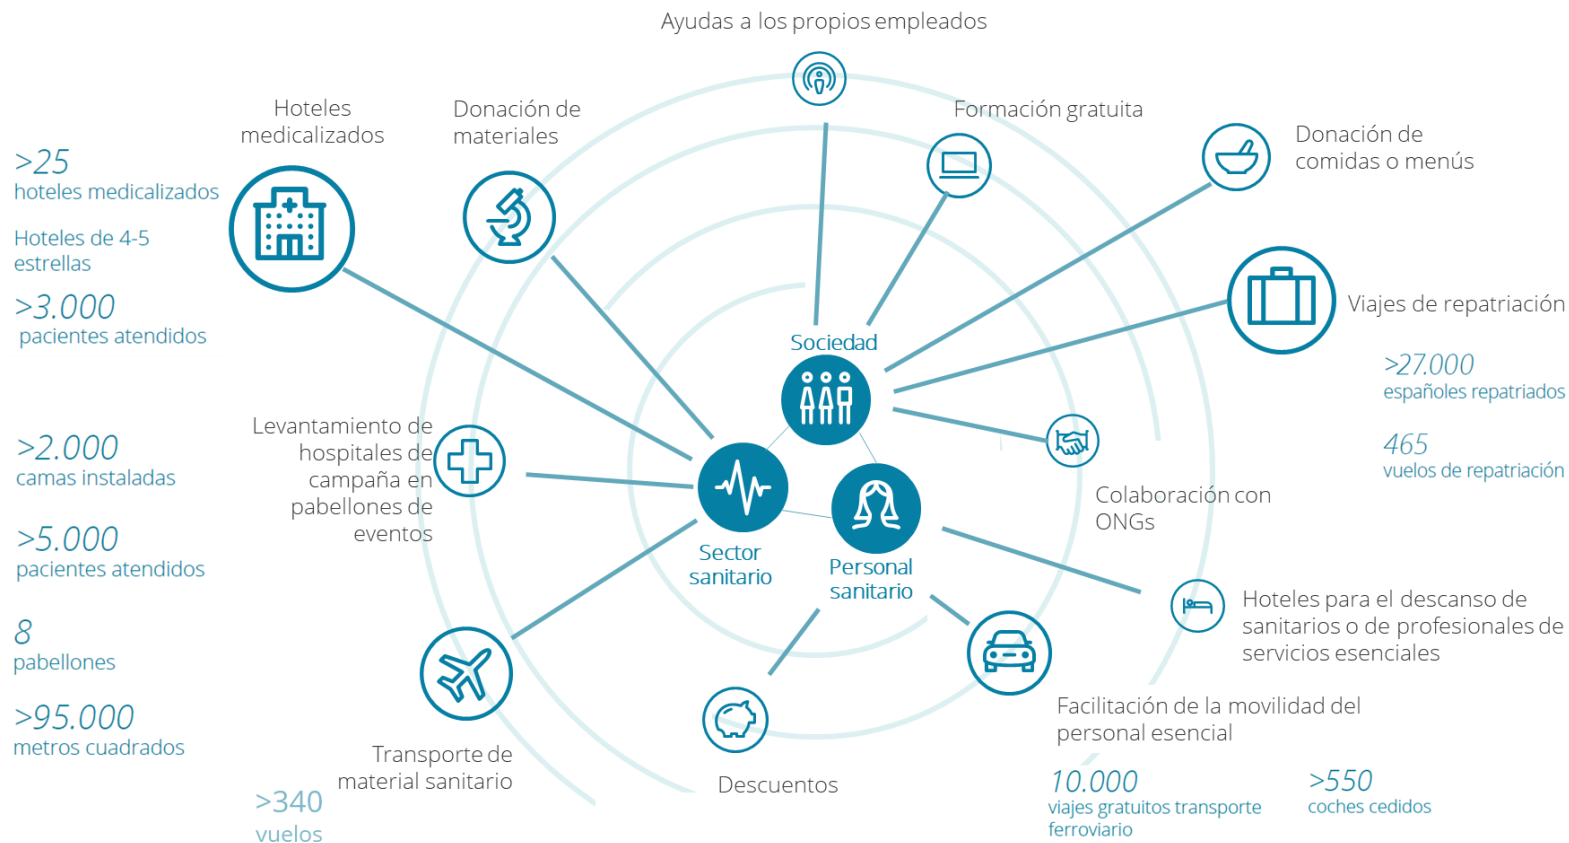 Ayudas a los propios empleados
Hoteles
medicalizados
Donación de
materiales
Formación gratuita
Donación de
comidas o menús
>25
hoteles medicalizados
Hoteles de 4-5
estrellas
>3.000
pacientes atendidos
Viajes de repatriación
>27.000
españoles repatriados
465
vuelos de repatriación
Sociedad
Levantamiento de
hospitales de
campaña en
pabellones de
eventos
>2.000
camas instaladas
>5.000
pacientes atendidos
8
pabellones
>95.000
metros cuadrados
Sector
sanitario
Personal
sanitario
Colaboración con
ONGs
Hoteles para el descanso de
sanitarios o de profesionales de
servicios esenciales
Facilitación de la movilidad del
personal esencial
10.000
viajes gratuitos transporte
ferroviario
>550
coches cedidos
Descuentos
Transporte de
material sanitario
>340
vuelos